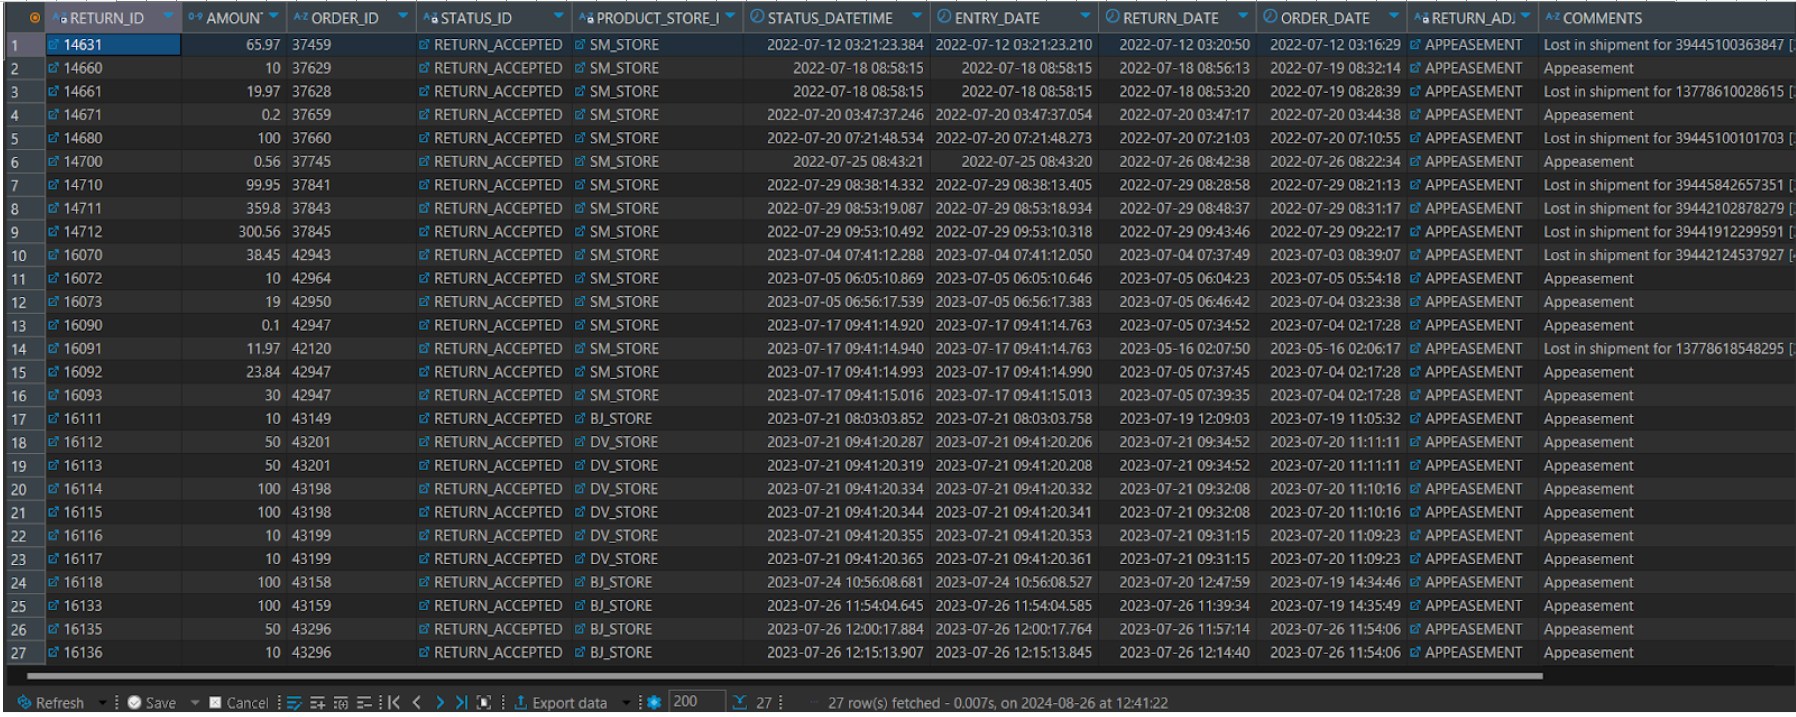 RETURN_ID AMOUN ORDER_ID STATUS_ID PRODUCT_STORE_I STATUS_DATETIME ENTRY_DATE RETURN_DATE ORDER_DATE RETURN_ADJ COMMENTS
1 14631 65.97 37459 RETURN_ACCEPTED SM_STORE 2022-07-12 03:21:23.384 2022-07-12 03:21:23.210 2022-07-12 03:20:50 2022-07-12 03:16:29 APPEASEMENT Lost in shipment for 39445100363847 [
2 14660 10 37629 RETURN_ACCEPTED SM_STORE 2022-07-18 08:58:15 2022-07-18 08:58:15 2022-07-18 08:56:13 2022-07-19 08:32:14 APPEASEMENT Appeasement
3 14661 19.97 37628 RETURN_ACCEPTED SM_STORE 2022-07-18 08:58:15 2022-07-18 08:58:15 2022-07-18 08:53:20 2022-07-19 08:28:39 APPEASEMENT Lost in shipment for 13778610028615 [
4 14671 0.2 37659 RETURN_ACCEPTED SM_STORE 2022-07-20 03:47:37.246 2022-07-20 03:47:37.054 2022-07-20 03:47:17 2022-07-20 03:44:38 APPEASEMENT Appeasement
5 14680 100 37660 RETURN_ACCEPTED SM_STORE 2022-07-20 07:21:48.534 2022-07-20 07:21:48.273 2022-07-20 07:21:03 2022-07-20 07:10:55 APPEASEMENT Lost in shipment for 39445100101703 [
6 14700 0.56 37745 RETURN_ACCEPTED SM_STORE 2022-07-25 08:43:21 2022-07-25 08:43:20 2022-07-26 08:42:38 2022-07-26 08:22:34 APPEASEMENT Appeasement
7 14710 99.95 37841 RETURN_ACCEPTED SM_STORE 2022-07-29 08:38:14.332 2022-07-29 08:38:13.405 2022-07-29 08:28:58 2022-07-29 08:21:13 APPEASEMENT Lost in shipment for 39445842657351 [
8 14711 359.8 37843 RETURN_ACCEPTED SM_STORE 2022-07-29 08:53:19.087 2022-07-29 08:53:18.934 2022-07-29 08:48:37 2022-07-29 08:31:17 APPEASEMENT Lost in shipment for 39442102878279 [
9 14712 300.56 37845 RETURN_ACCEPTED SM_STORE 2022-07-29 09:53:10.492 2022-07-29 09:53:10.318 2022-07-29 09:43:46 2022-07-29 09:22:17 APPEASEMENT Lost in shipment for 39441912299591 [
10 16070 38.45 42943 RETURN_ACCEPTED SM_STORE 2023-07-04 07:41:12.288 2023-07-04 07:41:12.050 2023-07-04 07:37:49 2023-07-03 08:39:07 APPEASEMENT Lost in shipment for 39442124537927 [
11 16072 10 42964 RETURN_ACCEPTED SM_STORE 2023-07-05 06:05:10.869 2023-07-05 06:05:10.646 2023-07-05 06:04:23 2023-07-05 05:54:18 APPEASEMENT Appeasement
12 16073 19 42950 RETURN_ACCEPTED SM_STORE 2023-07-05 06:56:17.539 2023-07-05 06:56:17.383 2023-07-05 06:46:42 2023-07-04 03:23:38 APPEASEMENT Appeasement
13 16090 0.1 42947 RETURN_ACCEPTED SM_STORE 2023-07-17 09:41:14.920 2023-07-17 09:41:14.763 2023-07-05 07:34:52 2023-07-04 02:17:28 APPEASEMENT Appeasement
14 16091 11.97 42120 RETURN_ACCEPTED SM_STORE 2023-07-17 09:41:14.940 2023-07-17 09:41:14.763 2023-05-16 02:07:50 2023-05-16 02:06:17 APPEASEMENT Lost in shipment for 13778618548295 [
15 16092 23.84 42947 RETURN_ACCEPTED SM_STORE 2023-07-17 09:41:14.993 2023-07-17 09:41:14.990 2023-07-05 07:37:45 2023-07-04 02:17:28 APPEASEMENT Appeasement
16 16093 30 42947 RETURN_ACCEPTED SM_STORE 2023-07-17 09:41:15.016 2023-07-17 09:41:15.013 2023-07-05 07:39:35 2023-07-04 02:17:28 APPEASEMENT Appeasement
17 16111 10 43149 RETURN_ACCEPTED BJ_STORE 2023-07-21 08:03:03.852 2023-07-21 08:03:03.758 2023-07-19 12:09:03 2023-07-19 11:05:32 APPEASEMENT Appeasement
18 16112 50 43201 RETURN_ACCEPTED DV_STORE 2023-07-21 09:41:20.287 2023-07-21 09:41:20.206 2023-07-21 09:34:52 2023-07-20 11:11:11 APPEASEMENT Appeasement
19 16113 50 43201 RETURN_ACCEPTED DV_STORE 2023-07-21 09:41:20.319 2023-07-21 09:41:20.208 2023-07-21 09:34:52 2023-07-20 11:11:11 APPEASEMENT Appeasement
20 16114 100 43198 RETURN_ACCEPTED DV_STORE 2023-07-21 09:41:20.334 2023-07-21 09:41:20.332 2023-07-21 09:32:08 2023-07-20 11:10:16 APPEASEMENT Appeasement
21 16115 100 43198 RETURN_ACCEPTED DV_STORE 2023-07-21 09:41:20.344 2023-07-21 09:41:20.341 2023-07-21 09:32:08 2023-07-20 11:10:16 APPEASEMENT Appeasement
22 16116 10 43199 RETURN_ACCEPTED DV_STORE 2023-07-21 09:41:20.355 2023-07-21 09:41:20.353 2023-07-21 09:31:15 2023-07-20 11:09:23 APPEASEMENT Appeasement
23 16117 10 43199 RETURN_ACCEPTED DV_STORE 2023-07-21 09:41:20.365 2023-07-21 09:41:20.361 2023-07-21 09:31:15 2023-07-20 11:09:23 APPEASEMENT Appeasement
24 16118 100 43158 RETURN_ACCEPTED BJ_STORE 2023-07-24 10:56:08.681 2023-07-24 10:56:08.527 2023-07-20 12:47:59 2023-07-19 14:34:46 APPEASEMENT Appeasement
25 16133 100 43159 RETURN_ACCEPTED BJ_STORE 2023-07-26 11:54:04.645 2023-07-26 11:54:04.585 2023-07-26 11:39:34 2023-07-19 14:35:49 APPEASEMENT Appeasement
26 16135 50 43296 RETURN_ACCEPTED BJ_STORE 2023-07-26 12:00:17.884 2023-07-26 12:00:17.764 2023-07-26 11:57:14 2023-07-26 11:54:06 APPEASEMENT Appeasement
27 16136 10 43296 RETURN_ACCEPTED BJ_STORE 2023-07-26 12:15:13.907 2023-07-26 12:15:13.845 2023-07-26 12:14:40 2023-07-26 11:54:06 APPEASEMENT Appeasement
Refresh Save Cancel Export data 200 27 27 row(s) fetched - 0.007s, on 2024-08-26 at 12:41:22